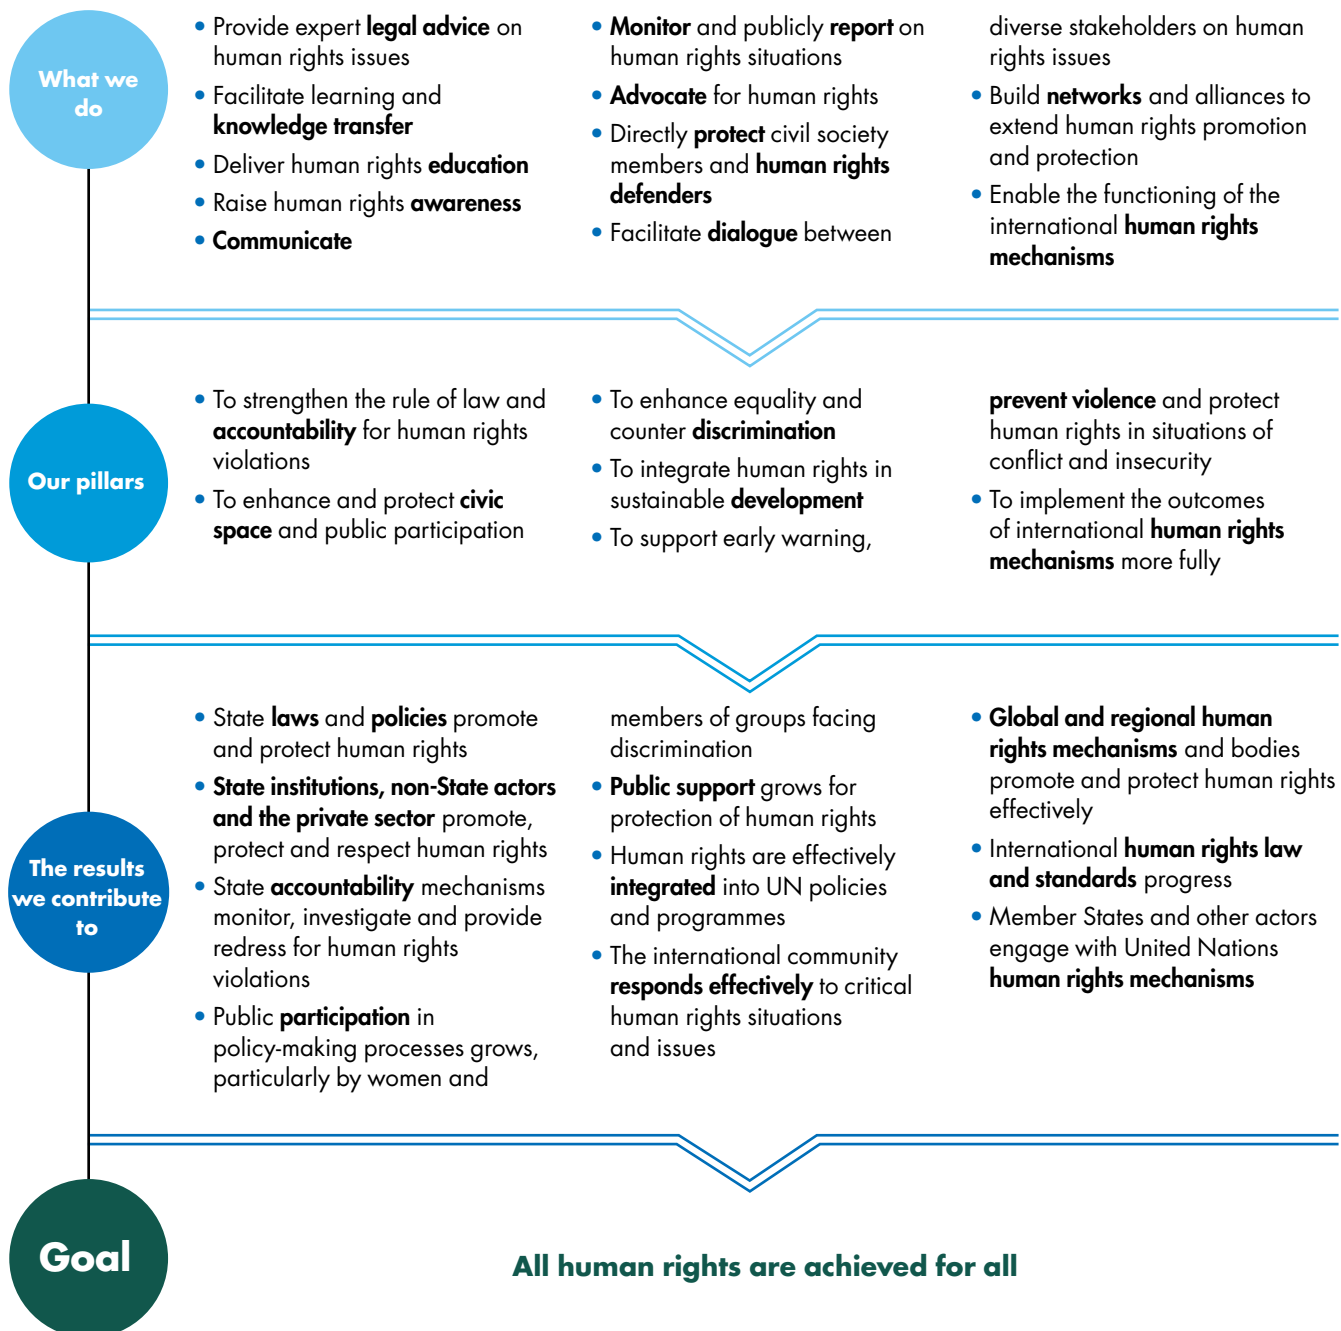 What we
do
• Provide expert legal advice on
human rights issues
• Facilitate learning and
knowledge transfer
• Deliver human rights education
• Raise human rights awareness
• Communicate
• Monitor and publicly report on
human rights situations
• Advocate for human rights
• Directly protect civil society
members and human rights
defenders
• Facilitate dialogue between
diverse stakeholders on human
rights issues
• Build networks and alliances to
extend human rights promotion
and protection
• Enable the functioning of the
international human rights
mechanisms
Our pillars
• To strengthen the rule of law and
accountability for human rights
violations
• To enhance and protect civic
space and public participation
• To enhance equality and
counter discrimination
• To integrate human rights in
sustainable development
• To support early warning,
prevent violence and protect
human rights in situations of
conflict and insecurity
• To implement the outcomes
of international human rights
mechanisms more fully
The results
we contribute
to
• State laws and policies promote
and protect human rights
• State institutions, non-State actors
and the private sector promote,
protect and respect human rights
• State accountability mechanisms
monitor, investigate and provide
redress for human rights
violations
• Public participation in
policy-making processes grows,
particularly by women and
members of groups facing
discrimination
• Public support grows for
protection of human rights
• Human rights are effectively
integrated into UN policies
and programmes
• The international community
responds effectively to critical
human rights situations
and issues
• Global and regional human
rights mechanisms and bodies
promote and protect human rights
effectively
• International human rights law
and standards progress
• Member States and other actors
engage with United Nations
human rights mechanisms
Goal
All human rights are achieved for all